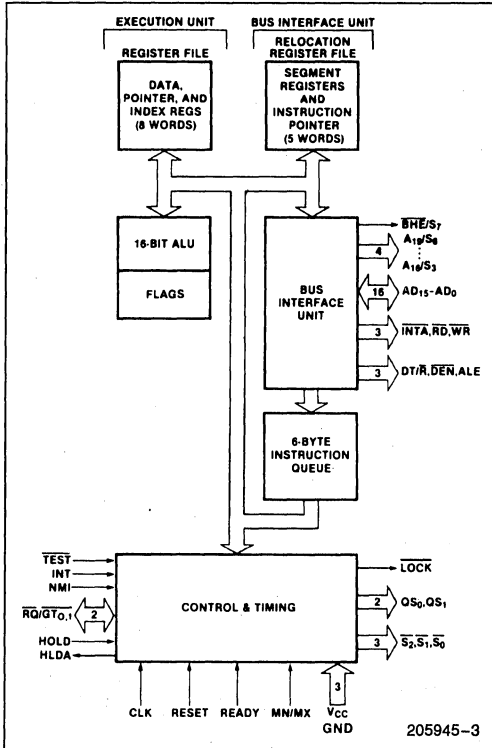 EXECUTION UNIT
BUS INTERFACE UNIT
REGISTER FILE
RELOCATION
REGISTER FILE
DATA,
POINTER, AND
INDEX REGS
(8 WORDS)
SEGMENT
REGISTERS
AND
INSTRUCTION
POINTER
(5 WORDS)
16-BIT ALU
FLAGS
BUS
INTERFACE
UNIT
BHE/S7
4
A19/S6
A16/S3
16
AD15-AD0
3
INTA,RD,WR
3
DT/R,DEN,ALE
6-BYTE
INSTRUCTION
QUEUE
TEST
INT
NMI
RQ/GT0,1
2
HOLD
HLDA
CONTROL & TIMING
LOCK
2
QS0,QS1
3
S2,S1,S0
CLK
RESET
READY
MN/MX
3
VCC
GND
205945-3